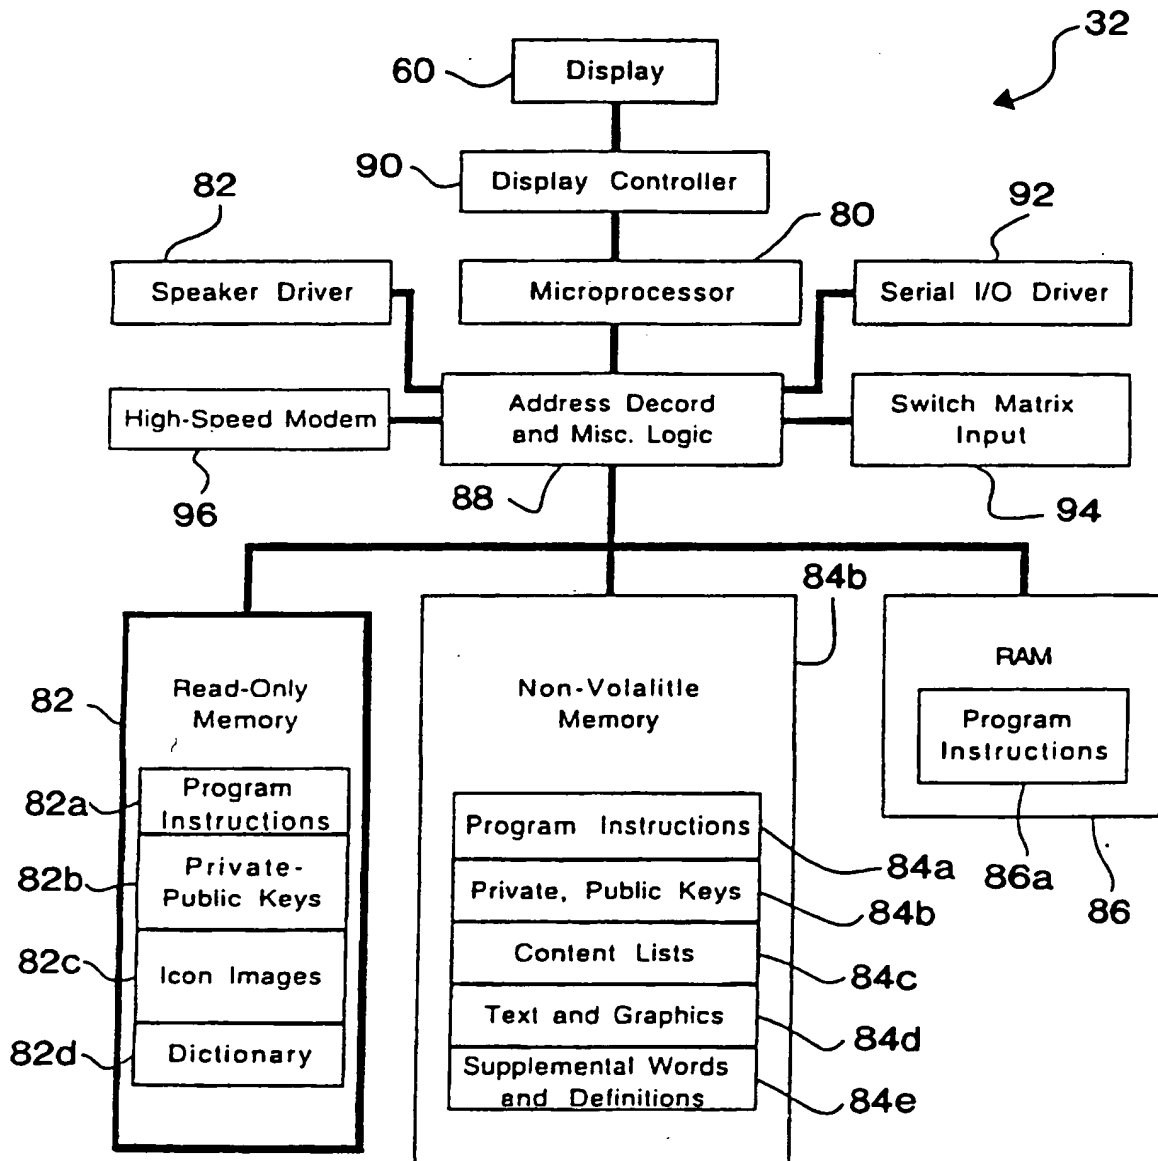 32
60
Display
90
Display Controller
82
80
92
Speaker Driver
Microprocessor
Serial I/O Driver
High-Speed Modem
Address Decord
and Misc. Logic
Switch Matrix
Input
96
88
94
84b
82
Read-Only
Memory
Non-Volalitle
Memory
RAM
Program
Instructions
82a
Program
Instructions
82b
Private-
Public Keys
82c
Icon Images
82d
Dictionary
Program Instructions
84a
Private, Public Keys
84b
Content Lists
84c
Text and Graphics
84d
Supplemental Words
and Definitions
84e
86a
86